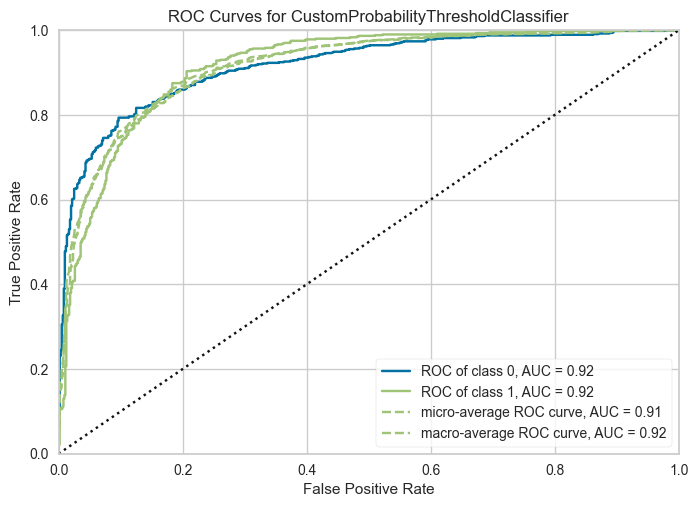 ROC Curves for CustomProbabilityThresholdClassifier
True Positive Rate
1.0
0.8
0.6
0.4
0.2
0.0
ROC of class 0, AUC = 0.92
ROC of class 1, AUC = 0.92
micro-average ROC curve, AUC = 0.91
macro-average ROC curve, AUC = 0.92
0.0 0.2 0.4 0.6 0.8 1.0
False Positive Rate